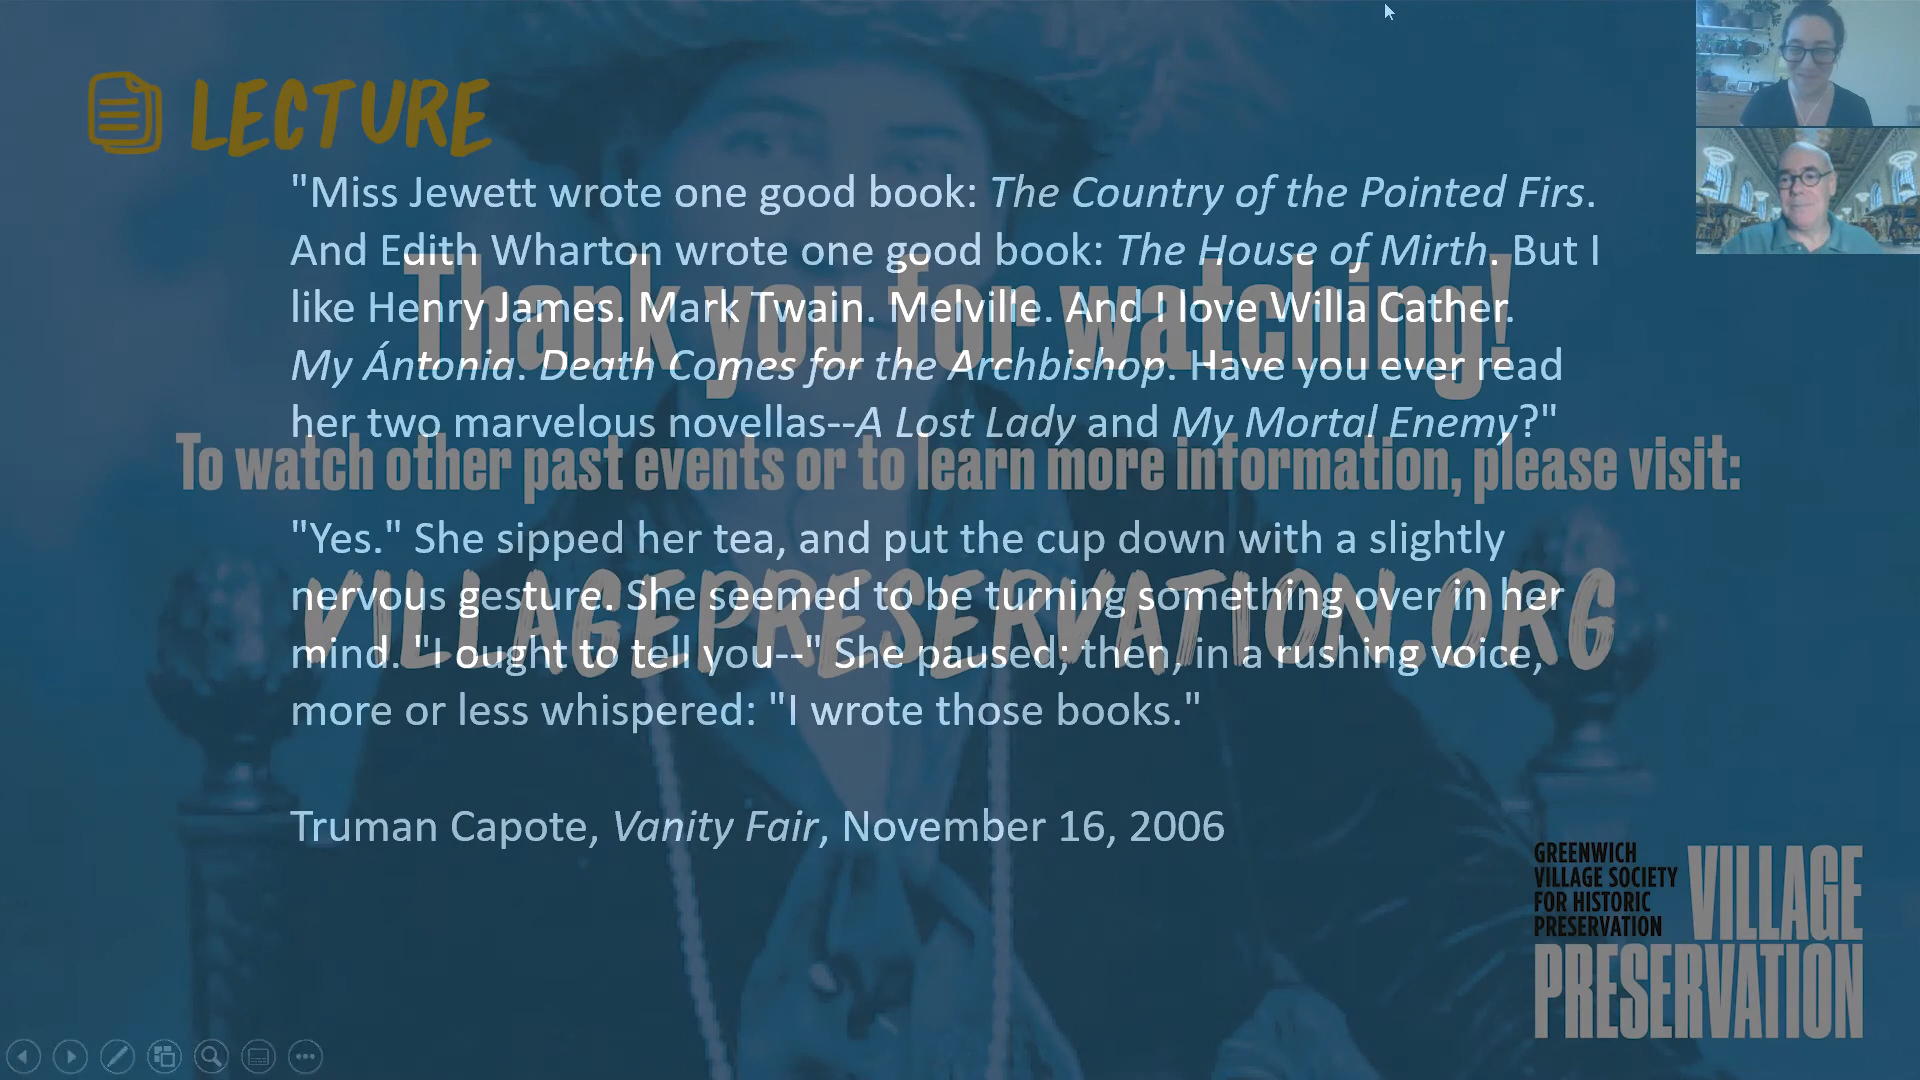 LECTURE
"Miss Jewett wrote one good book: The Country of the Pointed Firs.
And Edith Wharton wrote one good book: The House of Mirth. But I
like Henry James. Mark Twain. Melville. And I love Willa Cather.
My Ántonia. Death Comes for the Archbishop. Have you ever read
her two marvelous novellas--A Lost Lady and My Mortal Enemy?"
Thank you for watching!
To watch other past events or to learn more information, please visit:
"Yes." She sipped her tea, and put the cup down with a slightly
nervous gesture. She seemed to be turning something over in her
mind. "I ought to tell you--" She paused; then, in a rushing voice,
more or less whispered: "I wrote those books."
VILLAGEPRESERVATION.ORG
Truman Capote, Vanity Fair, November 16, 2006
GREENWICH
VILLAGE SOCIETY
FOR HISTORIC
PRESERVATION
VILLAGE
PRESERVATION